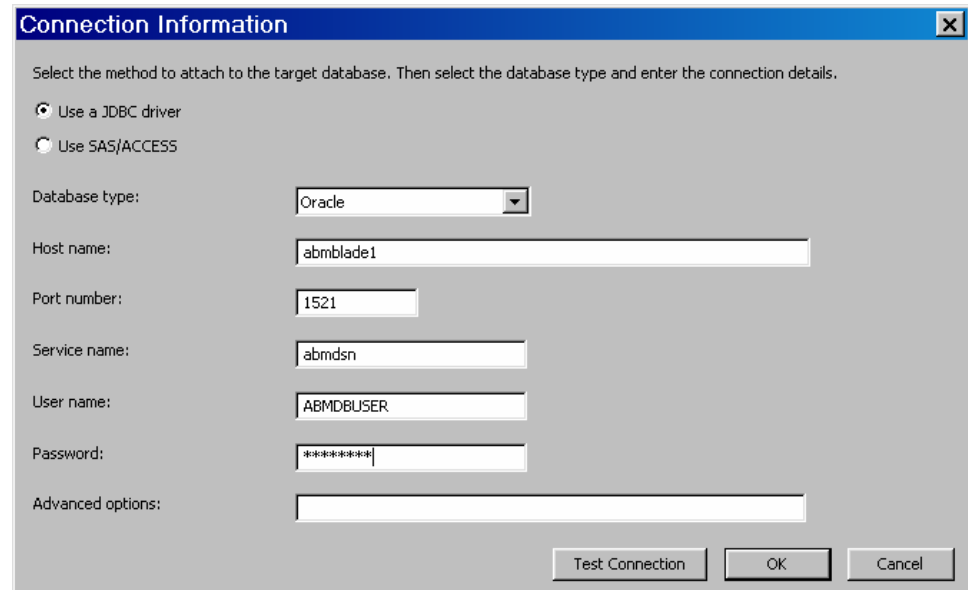 Connection Information
Select the method to attach to the target database. Then select the database type and enter the connection details.
Use a JDBC driver
Use SAS/ACCESS
Database type:
Oracle
Host name:
abmblade1
Port number:
1521
Service name:
abmdsn
User name:
ABMDBUSER
Password:
********
Advanced options:
Test Connection
OK
Cancel